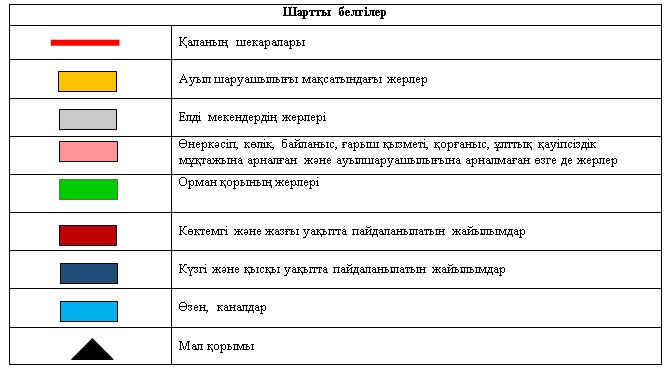 Шартты белгілер
Қаланың шекаралары
Ауыл шаруашылығы мақсатындағы жерлер
Елді мекендердің жерлері
Өнеркәсіп, көлік, байланыс, ғарыш қызметі, қорғаныс, ұлттық қауіпсіздік
мұқтажына арналған және ауылшаруашылығына арналмаған өзге де жерлер
Орман қорының жерлері
Көктемгі және жазғы уақытта пайдаланылатын жайылымдар
Күзгі және қысқы уақытта пайдаланылатын жайылымдар
Өзен, каналдар
Мал қорымы